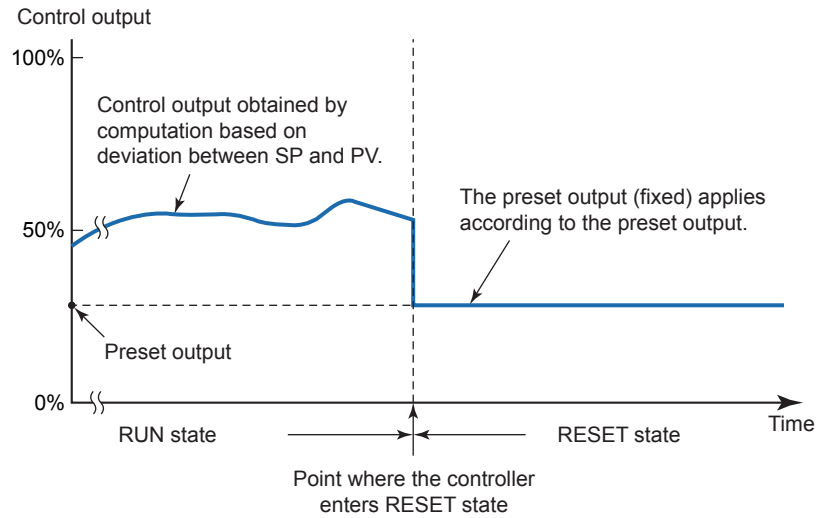 Control output
100%
Control output obtained by
computation based on
deviation between SP and PV.
The preset output (fixed) applies
according to the preset output.
50%
Preset output
0%
Time
RUN state
RESET state
Point where the controller
enters RESET state